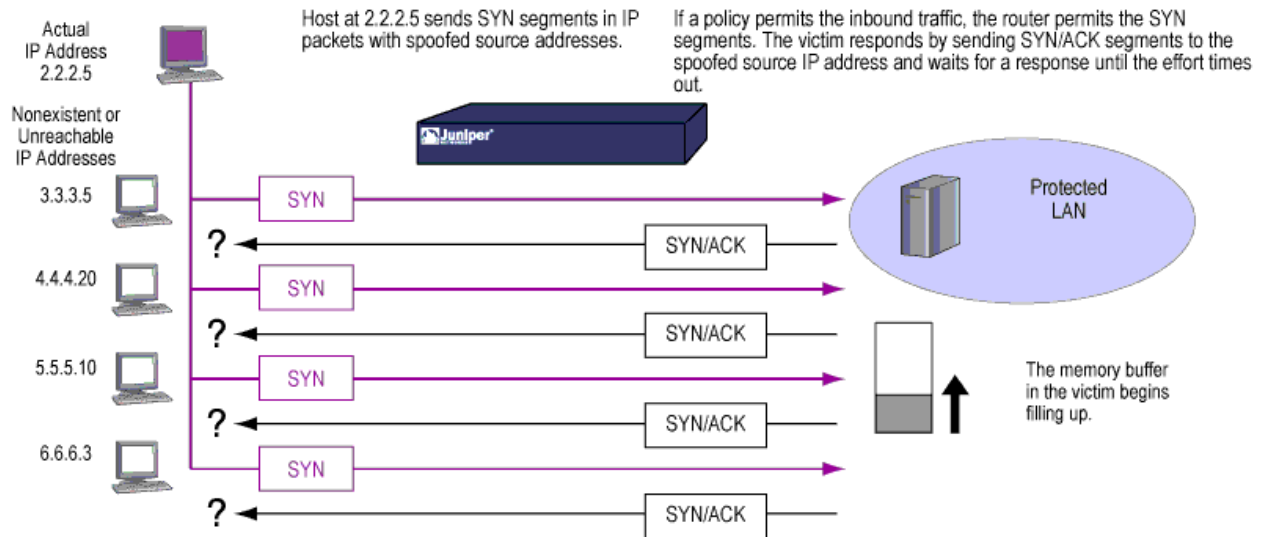 Actual
IP Address
2.2.2.5
Host at 2.2.2.5 sends SYN segments in IP
packets with spoofed source addresses.
If a policy permits the inbound traffic, the router permits the SYN
segments. The victim responds by sending SYN/ACK segments to the
spoofed source IP address and waits for a response until the effort times
out.
Nonexistent or
Unreachable
IP Addresses
Juniper
3.3.3.5
SYN
Protected
LAN
?
SYN/ACK
4.4.4.20
SYN
?
SYN/ACK
5.5.5.10
SYN
The memory buffer
in the victim begins
filling up.
?
SYN/ACK
6.6.6.3
SYN
?
SYN/ACK